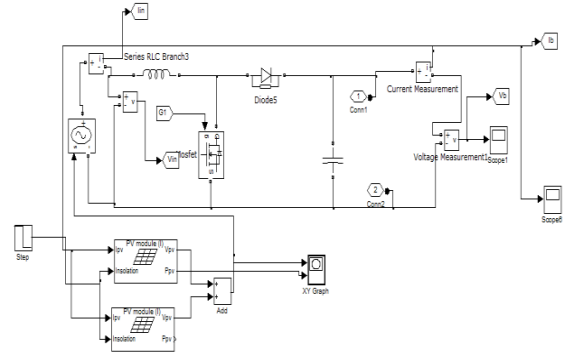 Iin
Ib
Series RLC Branch3
i
+
-
i
+
-
Diode5
Current Measurement
1
Conn1
Vb
+
v
-
G1
Vin
Mosfet
+
v
-
Voltage Measurement1
Scope1
2
Conn2
Scope6
Step
PV module (I)
Ipv
Vpv
Insolation
Ppv
XY Graph
+
+
Add
PV module (I)
Ipv
Vpv
Insolation
Ppv